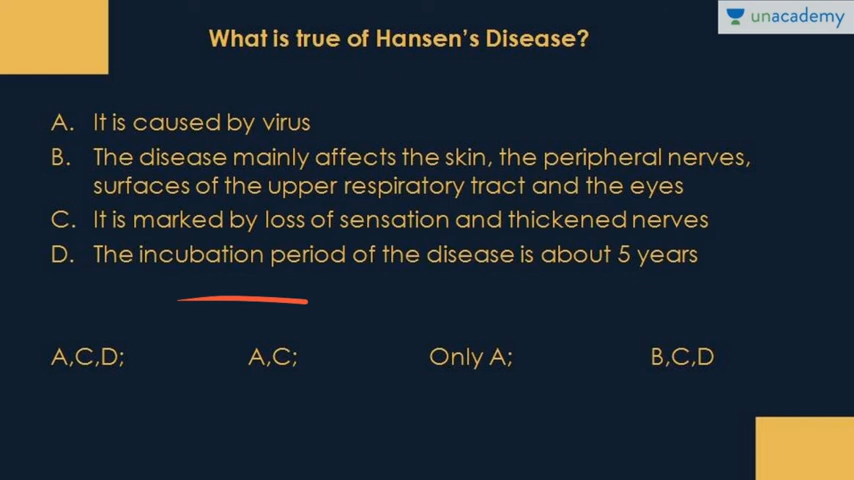 unacademy
What is true of Hansen's Disease?
A. It is caused by virus
B. The disease mainly affects the skin, the peripheral nerves,
surfaces of the upper respiratory tract and the eyes
C. It is marked by loss of sensation and thickened nerves
D. The incubation period of the disease is about 5 years
A,C,D; A,C; Only A; B,C,D